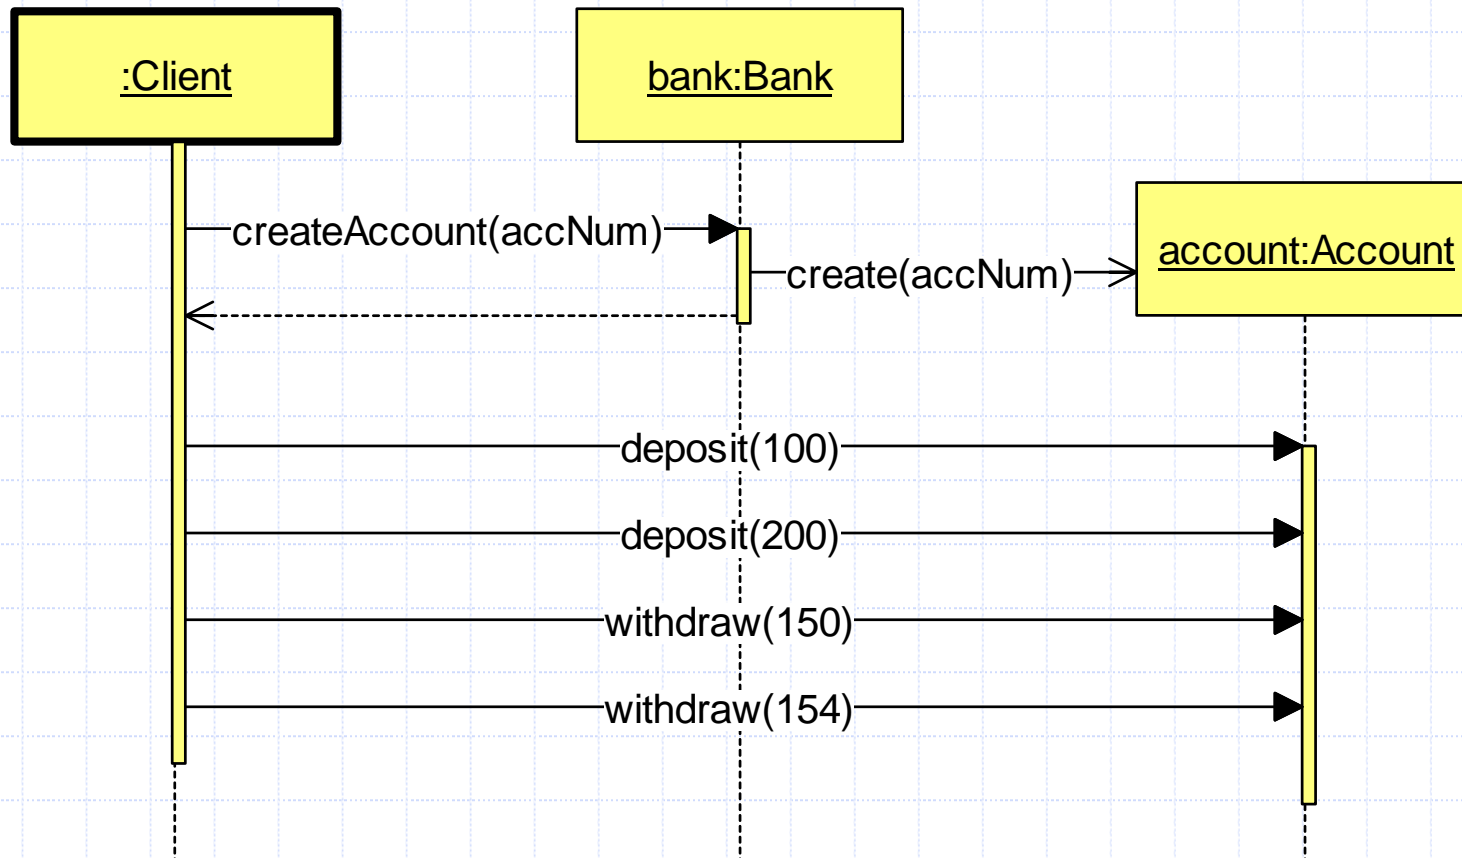 :Client
bank:Bank
account:Account
createAccount(accNum)
create(accNum)
deposit(100)
deposit(200)
withdraw(150)
withdraw(154)